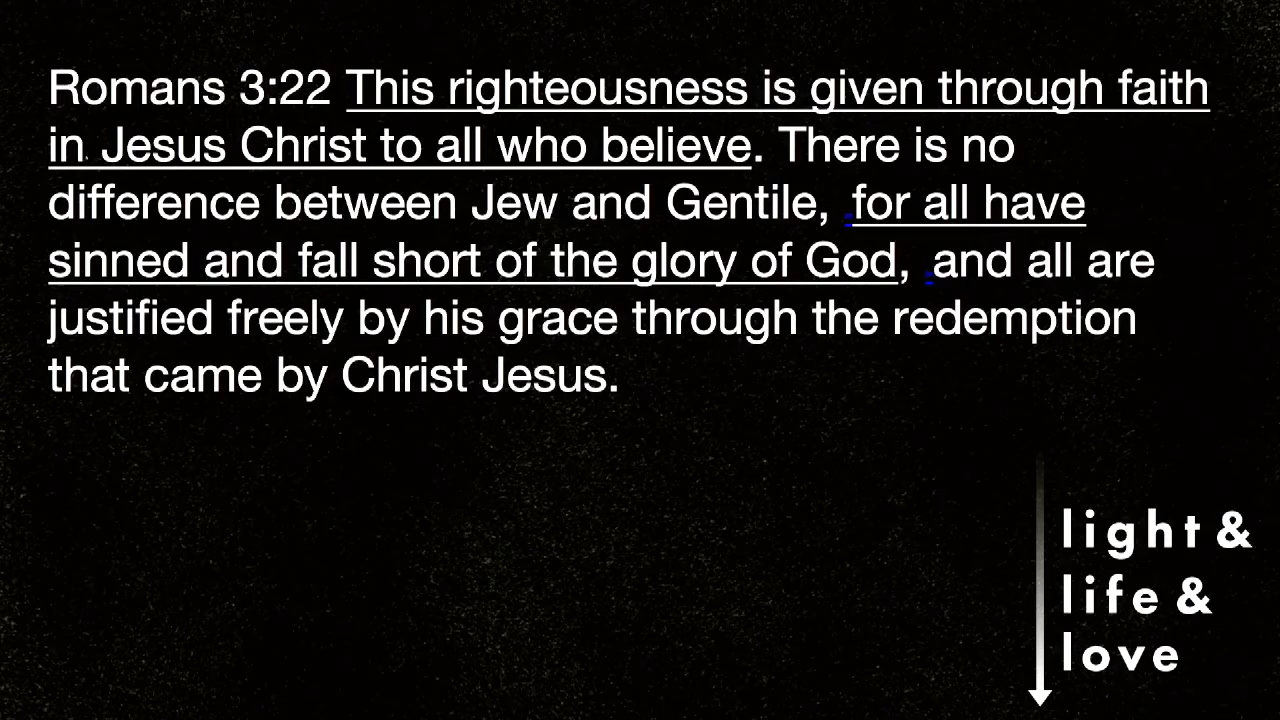 Romans 3:22 This righteousness is given through faith
in Jesus Christ to all who believe. There is no
difference between Jew and Gentile, for all have
sinned and fall short of the glory of God, and all are
justified freely by his grace through the redemption
that came by Christ Jesus.
light &
life &
love